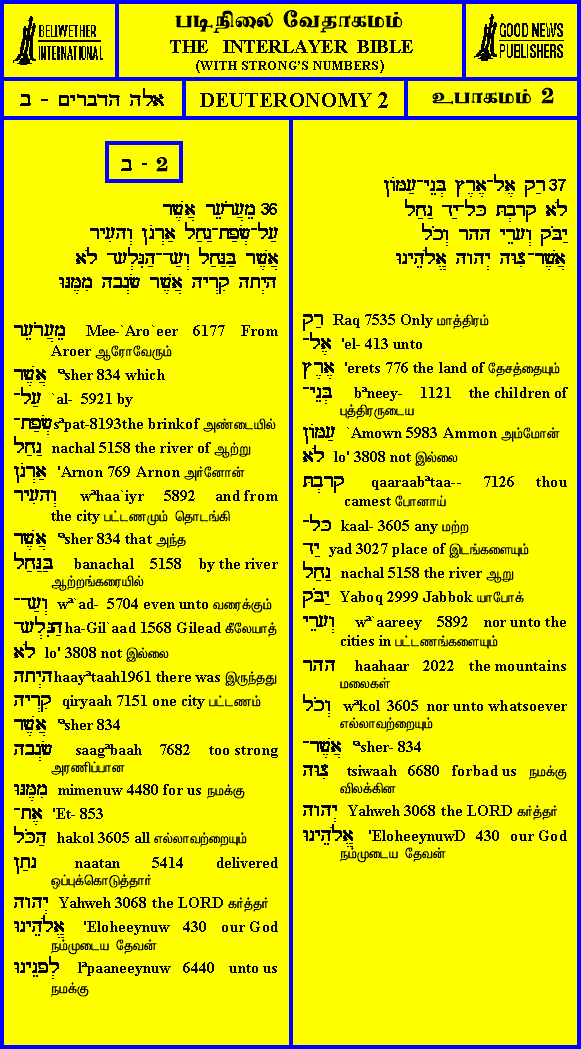 BELLWETHER
INTERNATIONAL
படிநிலை வேதாகமம்
THE INTERLAYER BIBLE
(WITH STRONG'S NUMBERS)
GOOD NEWS
PUBLISHERS
אלה הדברים - ב
DEUTERONOMY 2
உபாகமம் 2
ב - 2
36 מֵעֲרֹעֵר אֲשֶׁר
עַל־שְׂפַת־נַחַל אַרְנֹן וְהָעִיר
אֲשֶׁר בַּנַּחַל וְעַד־הַגִּלְעָד לֹא
הָיְתָה קִרְיָה אֲשֶׁר שָׂגְבָה מִמֶּנּוּ
מֵעֲרֹעֵר Mee-`Aro`eer 6177 From
Aroer ஆரோவேரும்
אֲשֶׁר ªsher 834 which
עַל־ `al- 5921 by
שְׂפַת־ sªpat-8193the brinkof அண்டையில்
נַחַל nachal 5158 the river of ஆற்று
אַרְנֹן 'Arnon 769 Arnon அர்னோன்
וְהָעִיר wªhaa`iyr 5892 and from
the city பட்டணமும் தொடங்கி
אֲשֶׁר ªsher 834 that அந்த
בַּנַּחַל banachal 5158 by the river
ஆற்றங்கரையில்
וְעַד־ wª`ad- 5704 even unto வரைக்கும்
הַגִּלְעָד ha-Gil`aad 1568 Gilead கீலேயாத்
לֹא lo' 3808 not இல்லை
הָיְתָה haayªtaah1961 there was இருந்தது
קִרְיָה qiryaah 7151 one city பட்டணம்
אֲשֶׁר ªsher 834
שָׂגְבָה saagªbaah 7682 too strong
அரணிப்பான
מִמֶּנּוּ mimenuw 4480 for us நமக்கு
אֶת־ 'Et- 853
הַכֹּל hakol 3605 all எல்லாவற்றையும்
נָתַן naatan 5414 delivered
ஒப்புக்கொடுத்தார்
יְהוָה Yahweh 3068 the LORD கர்த்தர்
אֱלֹהֵינוּ 'Eloheeynuw 430 our God
நம்முடைய தேவன்
לְפָנֵינוּ lªpaaneeynuw 6440 unto us
நமக்கு
37 רַק אֶל־אֶרֶץ בְּנֵי־עַמּוֹן
לֹא קָרָבְתָּ כָּל־יַד נַחַל
יַבֹּק וְעָרֵי הָהָר וְכֹל
אֲשֶׁר־צִוָּה יְהוָה אֱלֹהֵינוּ
רַק Raq 7535 Only மாத்திரம்
אֶל־ 'el- 413 unto
אֶרֶץ 'erets 776 the land of தேசத்தையும்
בְּנֵי־ bªneey- 1121 the children of
புத்திரருடைய
עַמּוֹן `Amown 5983 Ammon அம்மோன்
לֹא lo' 3808 not இல்லை
קָרָבְתָּ qaaraabªtaa-- 7126 thou
camest போனாய்
כָּל־ kaal- 3605 any மற்ற
יַד yad 3027 place of இடங்களையும்
נַחַל nachal 5158 the river ஆறு
יַבֹּק Yaboq 2999 Jabbok யாபோக்
וְעָרֵי wª`aareey 5892 nor unto the
cities in பட்டணங்களையும்
הָהָר haahaar 2022 the mountains
மலைகள்
וְכֹל wªkol 3605 nor unto whatsoever
எல்லாவற்றையும்
אֲשֶׁר־ ªsher- 834
צִוָּה tsiwaah 6680 forbad us நமக்கு
விலக்கின
יְהוָה Yahweh 3068 the LORD கர்த்தர்
אֱלֹהֵינוּ 'EloheeynuwD 430 our God
நம்முடைய தேவன்